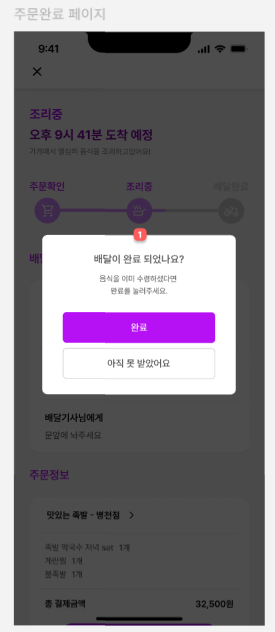 주문완료 페이지
9:41
조리중
오후 9시 41분 도착 예정
가게에서 열심히 음식을 조리하고있어요!
주문확인 조리중 배달완료
1
배달이 완료 되었나요?
음식을 이미 수령하셨다면
완료를 눌러주세요.
완료
아직 못 받았어요
배달기사님에게
문앞에 놔주세요
주문정보
맛있는 족발 - 병천점 >
족발 막국수 저녁 set 1개
계란찜 1개
불족발 1개
총 결제금액 32,500원